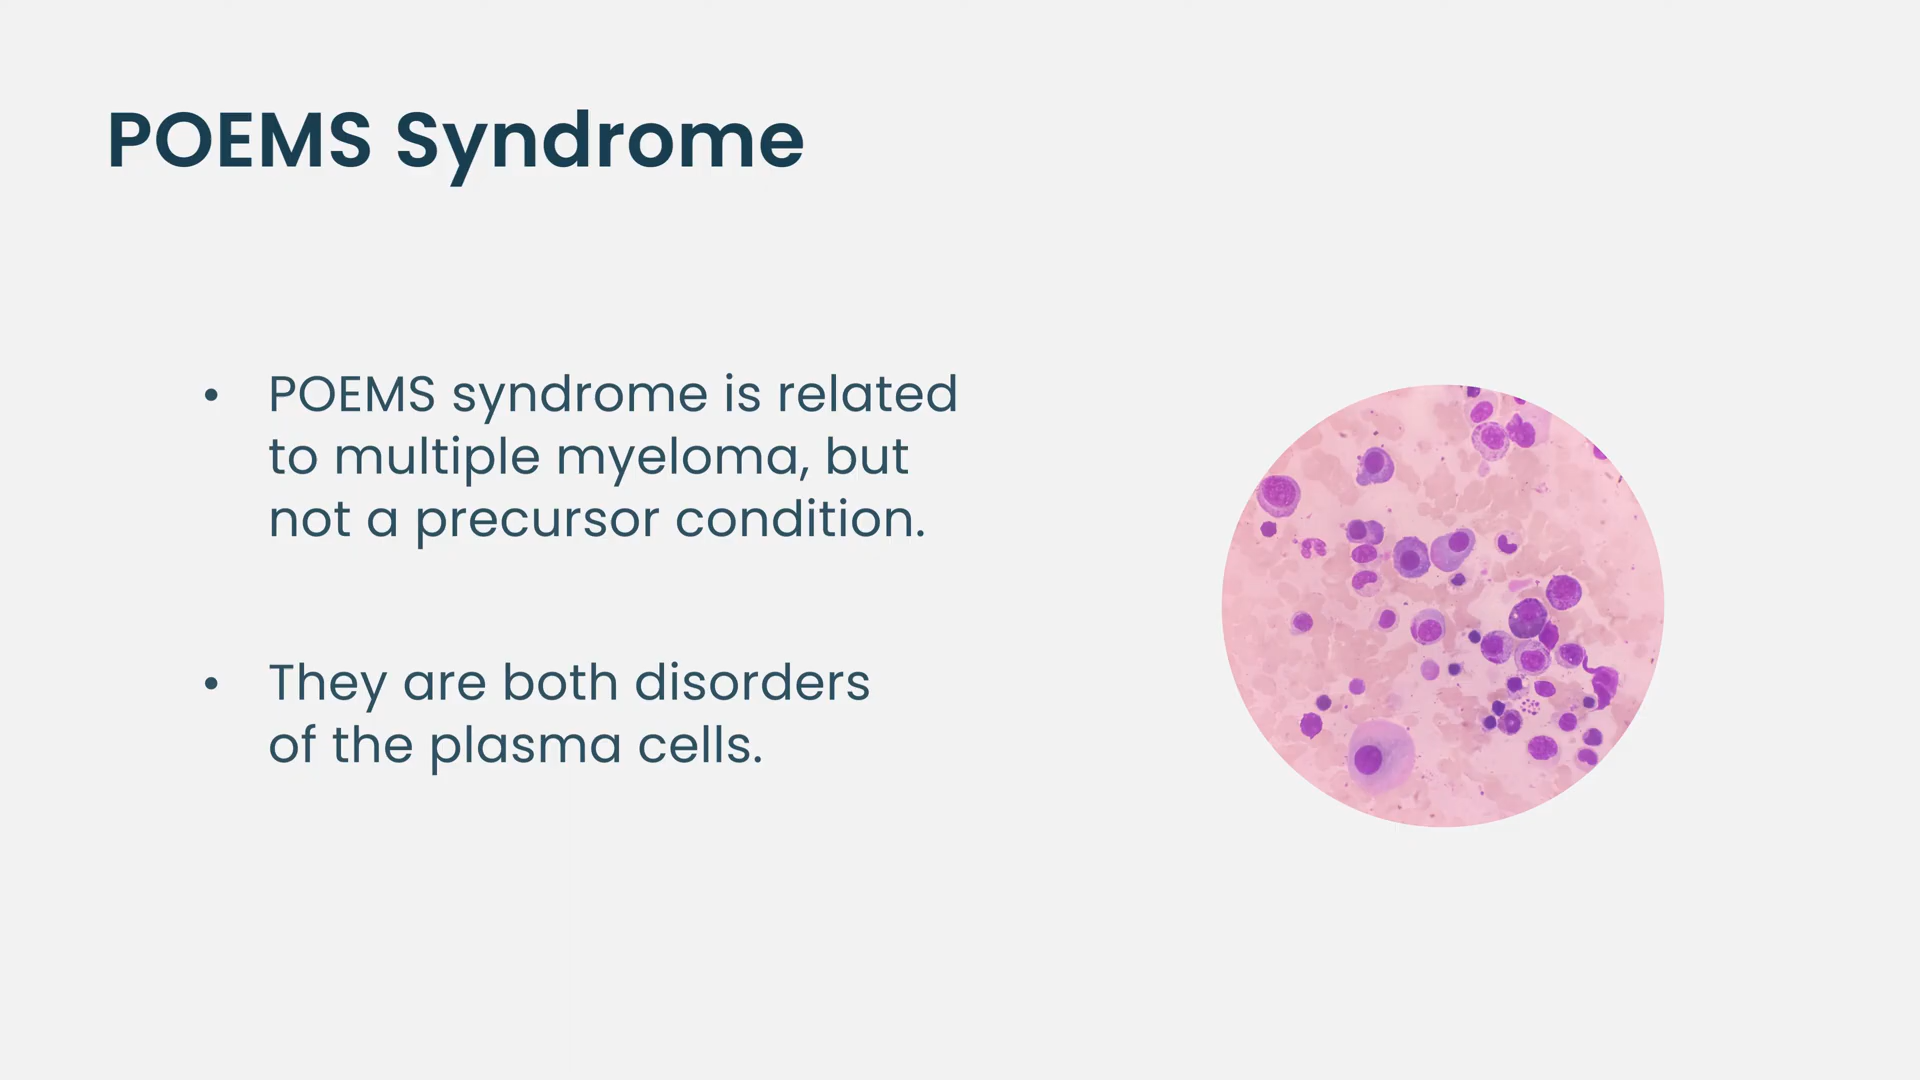 POEMS Syndrome
• POEMS syndrome is related
to multiple myeloma, but
not a precursor condition.
• They are both disorders
of the plasma cells.